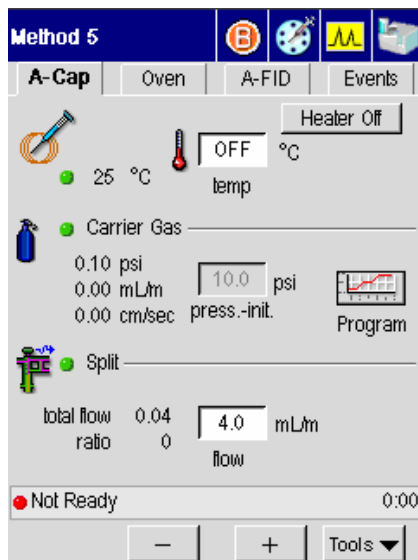 Method 5
B
A-Cap Oven A-FID Events
Heater Off
OFF °C
25 °C temp
Carrier Gas
0.10 psi
0.00 mL/m 10.0 psi
0.00 cm/sec press.-init. Program
Split
total flow 0.04 4.0 mL/m
ratio 0 flow
Not Ready 0:00
− + Tools